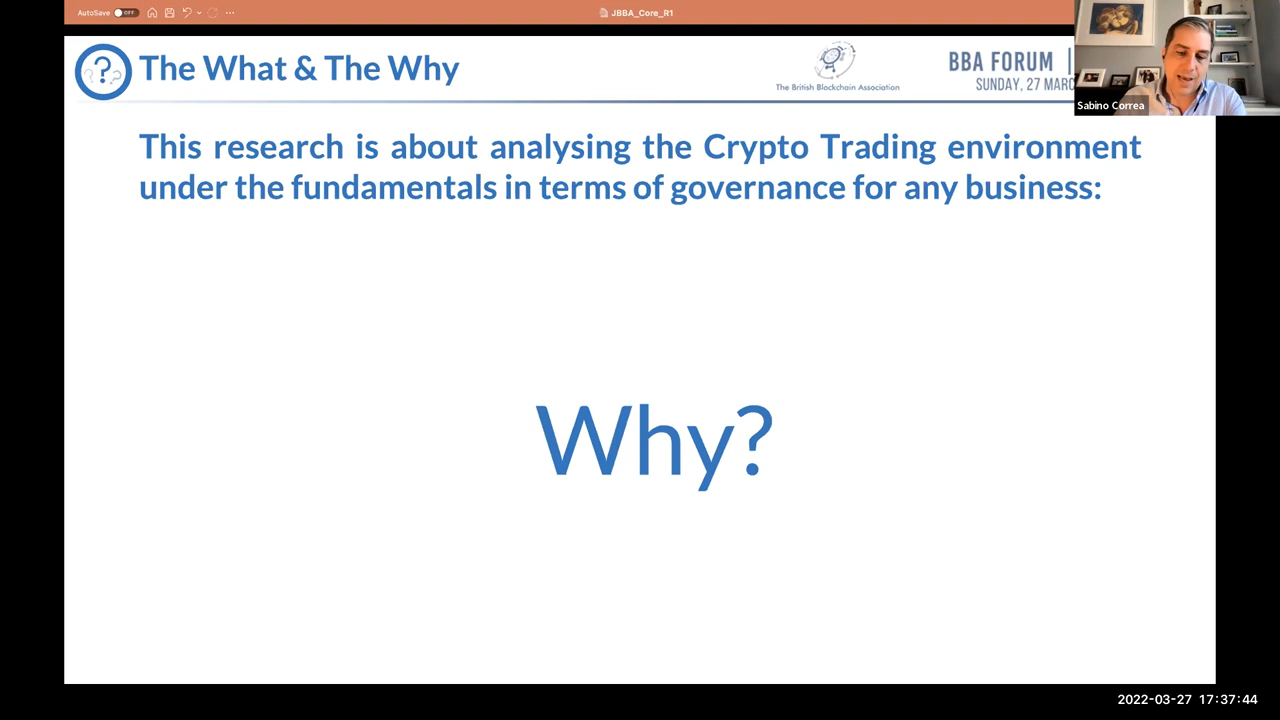 AutoSave OFF
JBBA_Core_R1
The What & The Why
The British Blockchain Association
BBA FORUM |
SUNDAY, 27 MARC
Sabino Correa
This research is about analysing the Crypto Trading environment
under the fundamentals in terms of governance for any business:
Why?
2022-03-27 17:37:44